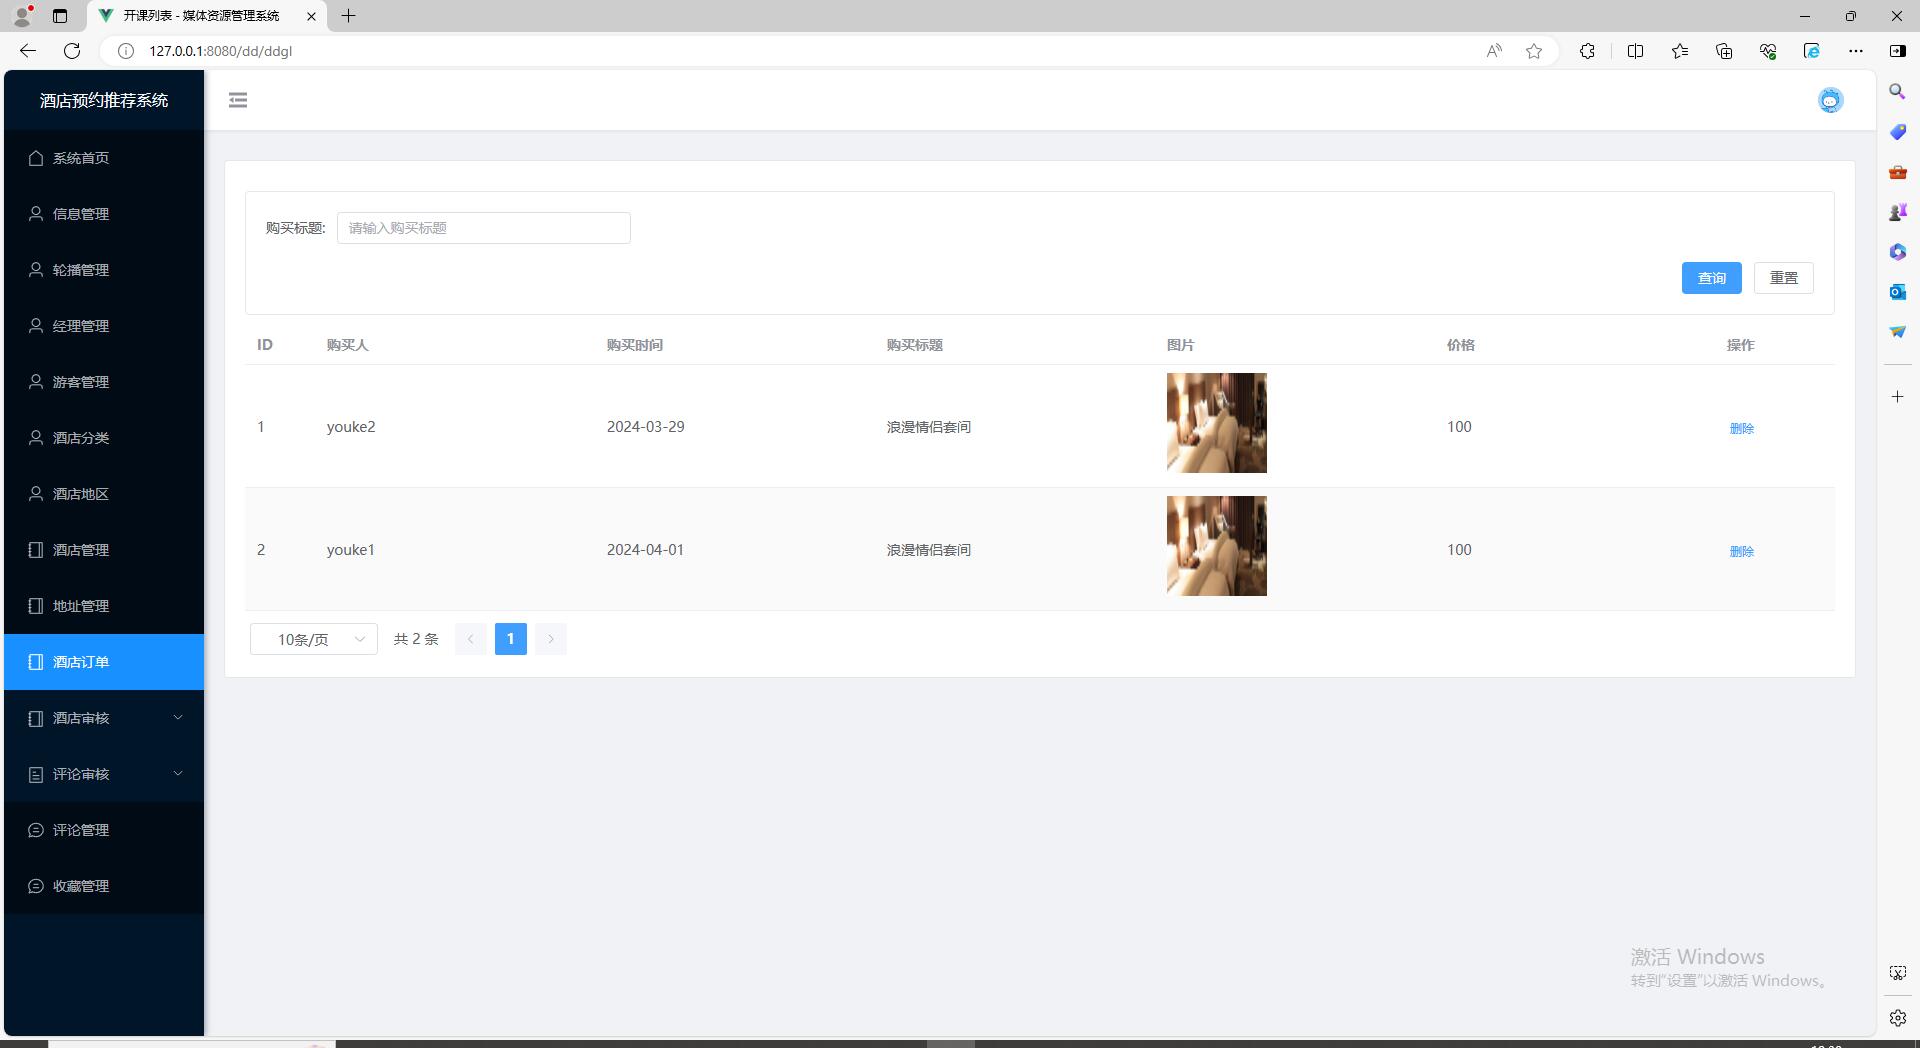 开课列表 - 媒体资源管理系统
127.0.0.1:8080/dd/ddgl
酒店预约推荐系统
系统首页
信息管理
轮播管理
经理管理
游客管理
酒店分类
酒店地区
酒店管理
地址管理
酒店订单
酒店审核
评论审核
评论管理
收藏管理
购买标题: 请输入购买标题
查询 重置
ID 购买人 购买时间 购买标题 图片 价格 操作
1 youke2 2024-03-29 浪漫情侣套间 100 删除
2 youke1 2024-04-01 浪漫情侣套间 100 删除
10条/页 共 2 条 1
激活 Windows
转到“设置”以激活 Windows。